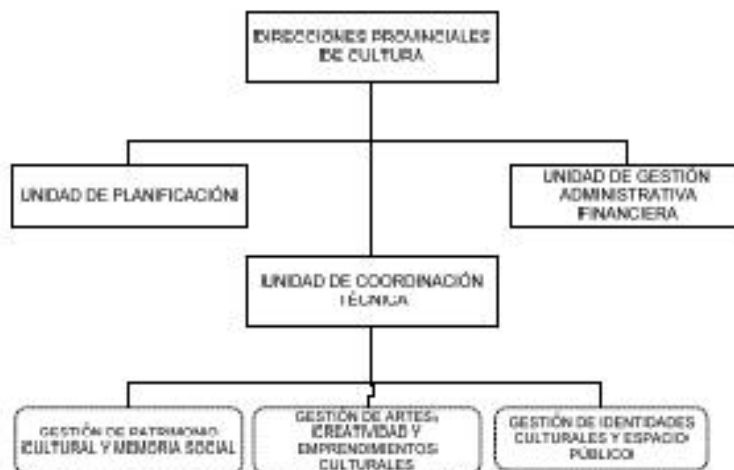 DIRECCIONES PROVINCIALES
DE CULTURA
UNIDAD DE PLANIFICACIÓN
UNIDAD DE GESTIÓN
ADMINISTRATIVA
FINANCIERA
UNIDAD DE COORDINACIÓN
TÉCNICA
GESTIÓN DE PATRIMONIO
CULTURAL Y MEMORIA SOCIAL
GESTIÓN DE ARTES,
CREATIVIDAD Y
EMPRENDIMIENTOS
CULTURALES
GESTIÓN DE IDENTIDADES
CULTURALES Y ESPACIO
PÚBLICO